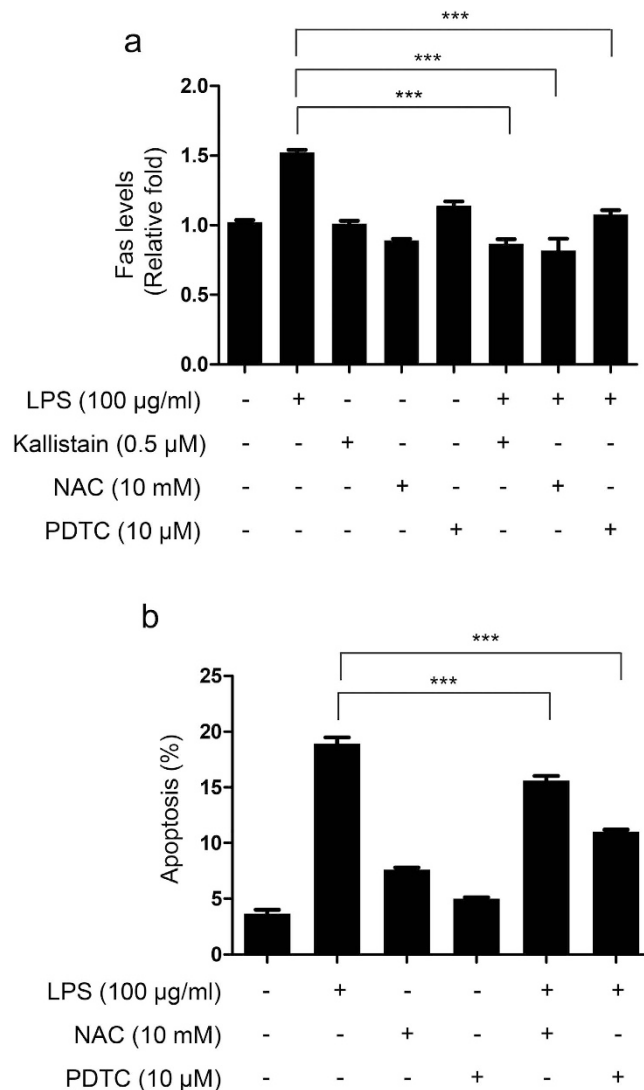 a
***
***
***
2.0
1.5
1.0
0.5
0.0
Fas levels
(Relative fold)
LPS (100 µg/ml) - + - - - + + +
Kallistain (0.5 µM) - - + - - + - -
NAC (10 mM) - - - + - - + -
PDTC (10 µM) - - - - + - - +
b
***
***
25
20
15
10
5
0
Apoptosis (%)
LPS (100 µg/ml) - + - - + +
NAC (10 mM) - - + - + -
PDTC (10 µM) - - - + - +